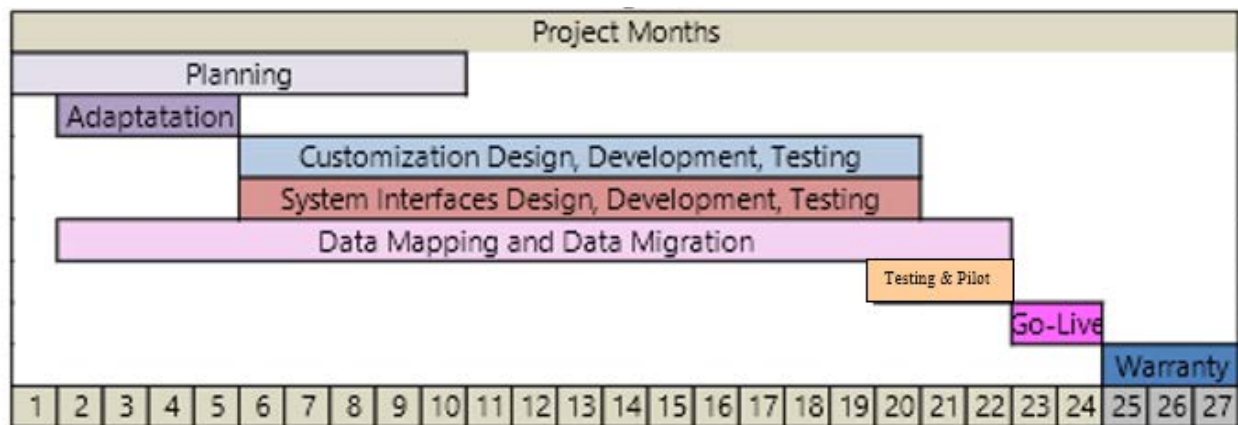 Project Months
Planning
Adaptatation
Customization Design, Development, Testing
System Interfaces Design, Development, Testing
Data Mapping and Data Migration
Testing & Pilot
Go-Live
Warranty
1 2 3 4 5 6 7 8 9 10 11 12 13 14 15 16 17 18 19 20 21 22 23 24 25 26 27